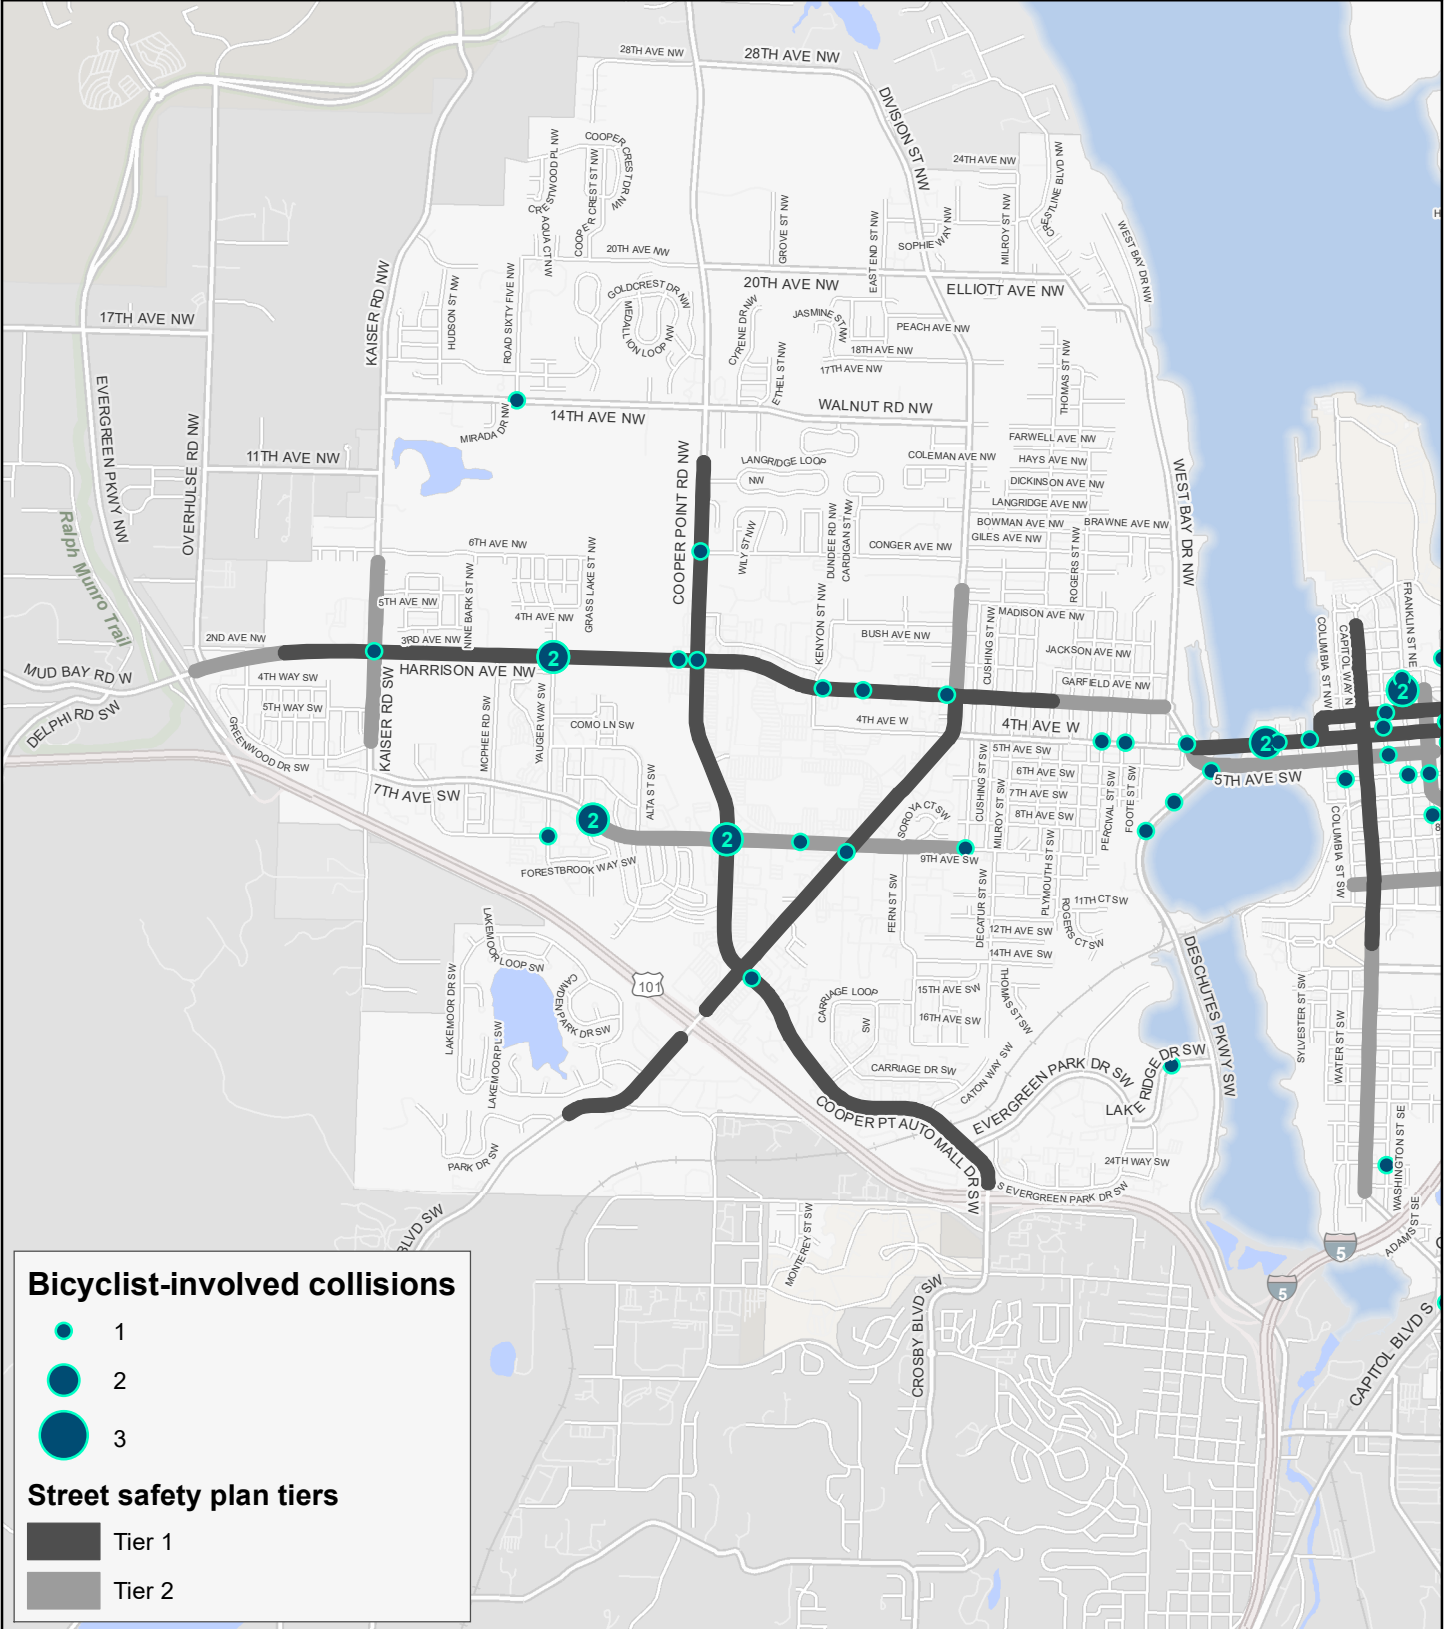 28TH AVE NW
28TH AVE NW
DIVISION ST NW
COOPER CREST DR NW
CRESTWOOD PL NW
COOPER CREST ST NW
AQUA CT NW
24TH AVE NW
CRESTLINE BLVD NW
MILROY ST NW
WEST BAY DR NW
GROVE ST NW
EAST END ST NW
SOPHIE WAY NW
20TH AVE NW
20TH AVE NW
ELLIOTT AVE NW
KAISER RD NW
HUDSON ST NW
ROAD SIXTY FIVE NW
GOLDCREST DR NW
MEDALLION LOOP NW
CYRENE DR NW
JASMINE ST NW
PEACH AVE NW
18TH AVE NW
17TH AVE NW
ETHEL ST NW
THOMAS ST NW
17TH AVE NW
EVERGREEN PKWY NW
OVERHULSE RD NW
14TH AVE NW
WALNUT RD NW
MIRADA DR NW
11TH AVE NW
COOPER POINT RD NW
LANGRIDGE LOOP
NW
COLEMAN AVE NW
FARWELL AVE NW
HAYS AVE NW
DICKINSON AVE NW
LANGRIDGE AVE NW
BOWMAN AVE NW
BRAWNE AVE NW
GILES AVE NW
CONGER AVE NW
WEST BAY DR NW
WILY ST NW
DUNDEE RD NW
CARDIGAN ST NW
ROGERS ST NW
Ralph Munro Trail
6TH AVE NW
5TH AVE NW
NINE BARK ST NW
4TH AVE NW
GRASS LAKE ST NW
3RD AVE NW
2ND AVE NW
HARRISON AVE NW
2
KENYON ST NW
BUSH AVE NW
MADISON AVE NW
CUSHING ST NW
JACKSON AVE NW
GARFIELD AVE NW
4TH AVE W
4TH AVE W
MUD BAY RD W
DELPHI RD SW
4TH WAY SW
5TH WAY SW
GREENWOOD DR SW
KAISER RD SW
MCPHEE RD SW
YAUGER WAY SW
COMO LN SW
ALTA ST SW
7TH AVE SW
2
2
FORESTBROOK WAY SW
SOROYA CT SW
9TH AVE SW
5TH AVE SW
6TH AVE SW
7TH AVE SW
8TH AVE SW
CUSHING ST SW
MILROY ST SW
PERCIVAL ST SW
FOOTE ST SW
PLYMOUTH ST SW
2
5TH AVE SW
COLUMBIA ST NW
CAPITOL WAY N
FRANKLIN ST NE
2
COLUMBIA ST SW
FERN ST SW
DECATUR ST SW
ROGERS CT SW
11TH CT SW
12TH AVE SW
14TH AVE SW
15TH AVE SW
16TH AVE SW
THOMAS ST SW
CARRIAGE LOOP
SW
CARRIAGE DR SW
CATON WAY SW
EVERGREEN PARK DR SW
LAKERIDGE DR SW
DESCHUTES PKWY SW
SYLVESTER ST SW
WATER ST SW
LAKEMOOR LOOP SW
LAKEMOOR DR SW
LAKEMOOR PL SW
CAMDEN PARK DR SW
101
PARK DR SW
COOPER PT AUTO MALL DR SW
24TH WAY SW
S EVERGREEN PARK DR SW
WASHINGTON ST SE
ADAMS ST SE
5
5
BLVD SW
MONTEREY ST SW
CROSBY BLVD SW
CAPITOL BLVD S
Bicyclist-involved collisions
1
2
3
Street safety plan tiers
Tier 1
Tier 2